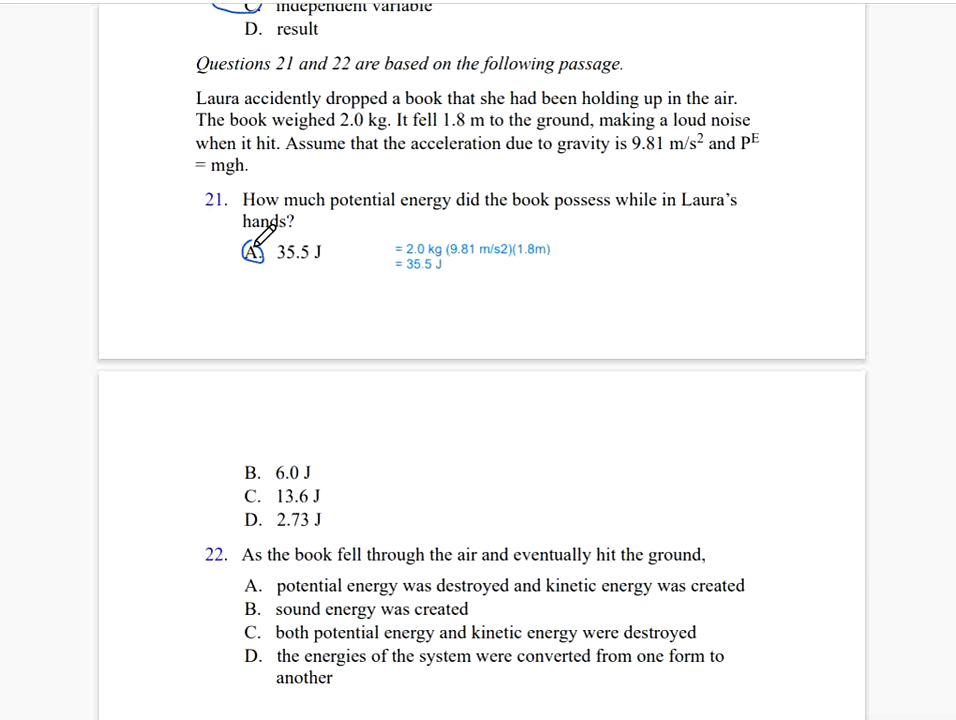 independent variable
D. result
Questions 21 and 22 are based on the following passage.
Laura accidently dropped a book that she had been holding up in the air.
The book weighed 2.0 kg. It fell 1.8 m to the ground, making a loud noise
when it hit. Assume that the acceleration due to gravity is 9.81 m/s² and Pᴱ
= mgh.
21. How much potential energy did the book possess while in Laura’s
hands?
A. 35.5 J
= 2.0 kg (9.81 m/s2)(1.8m)
= 35.5 J
B. 6.0 J
C. 13.6 J
D. 2.73 J
22. As the book fell through the air and eventually hit the ground,
A. potential energy was destroyed and kinetic energy was created
B. sound energy was created
C. both potential energy and kinetic energy were destroyed
D. the energies of the system were converted from one form to
another